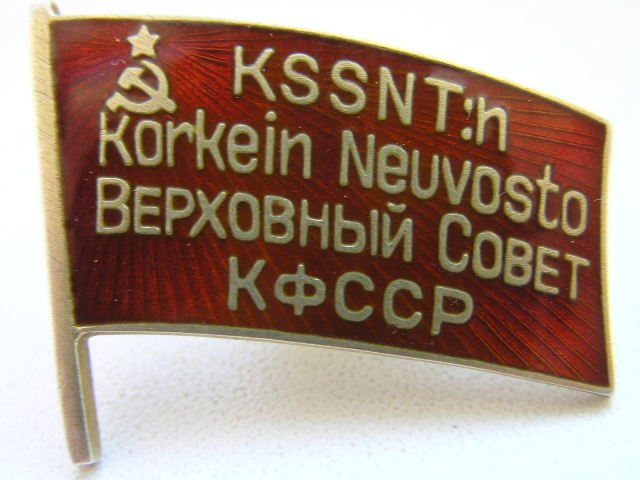 KSSNT:n
Korkein Neuvosto
ВЕРХОВНЫЙ СОВЕТ
КФССР